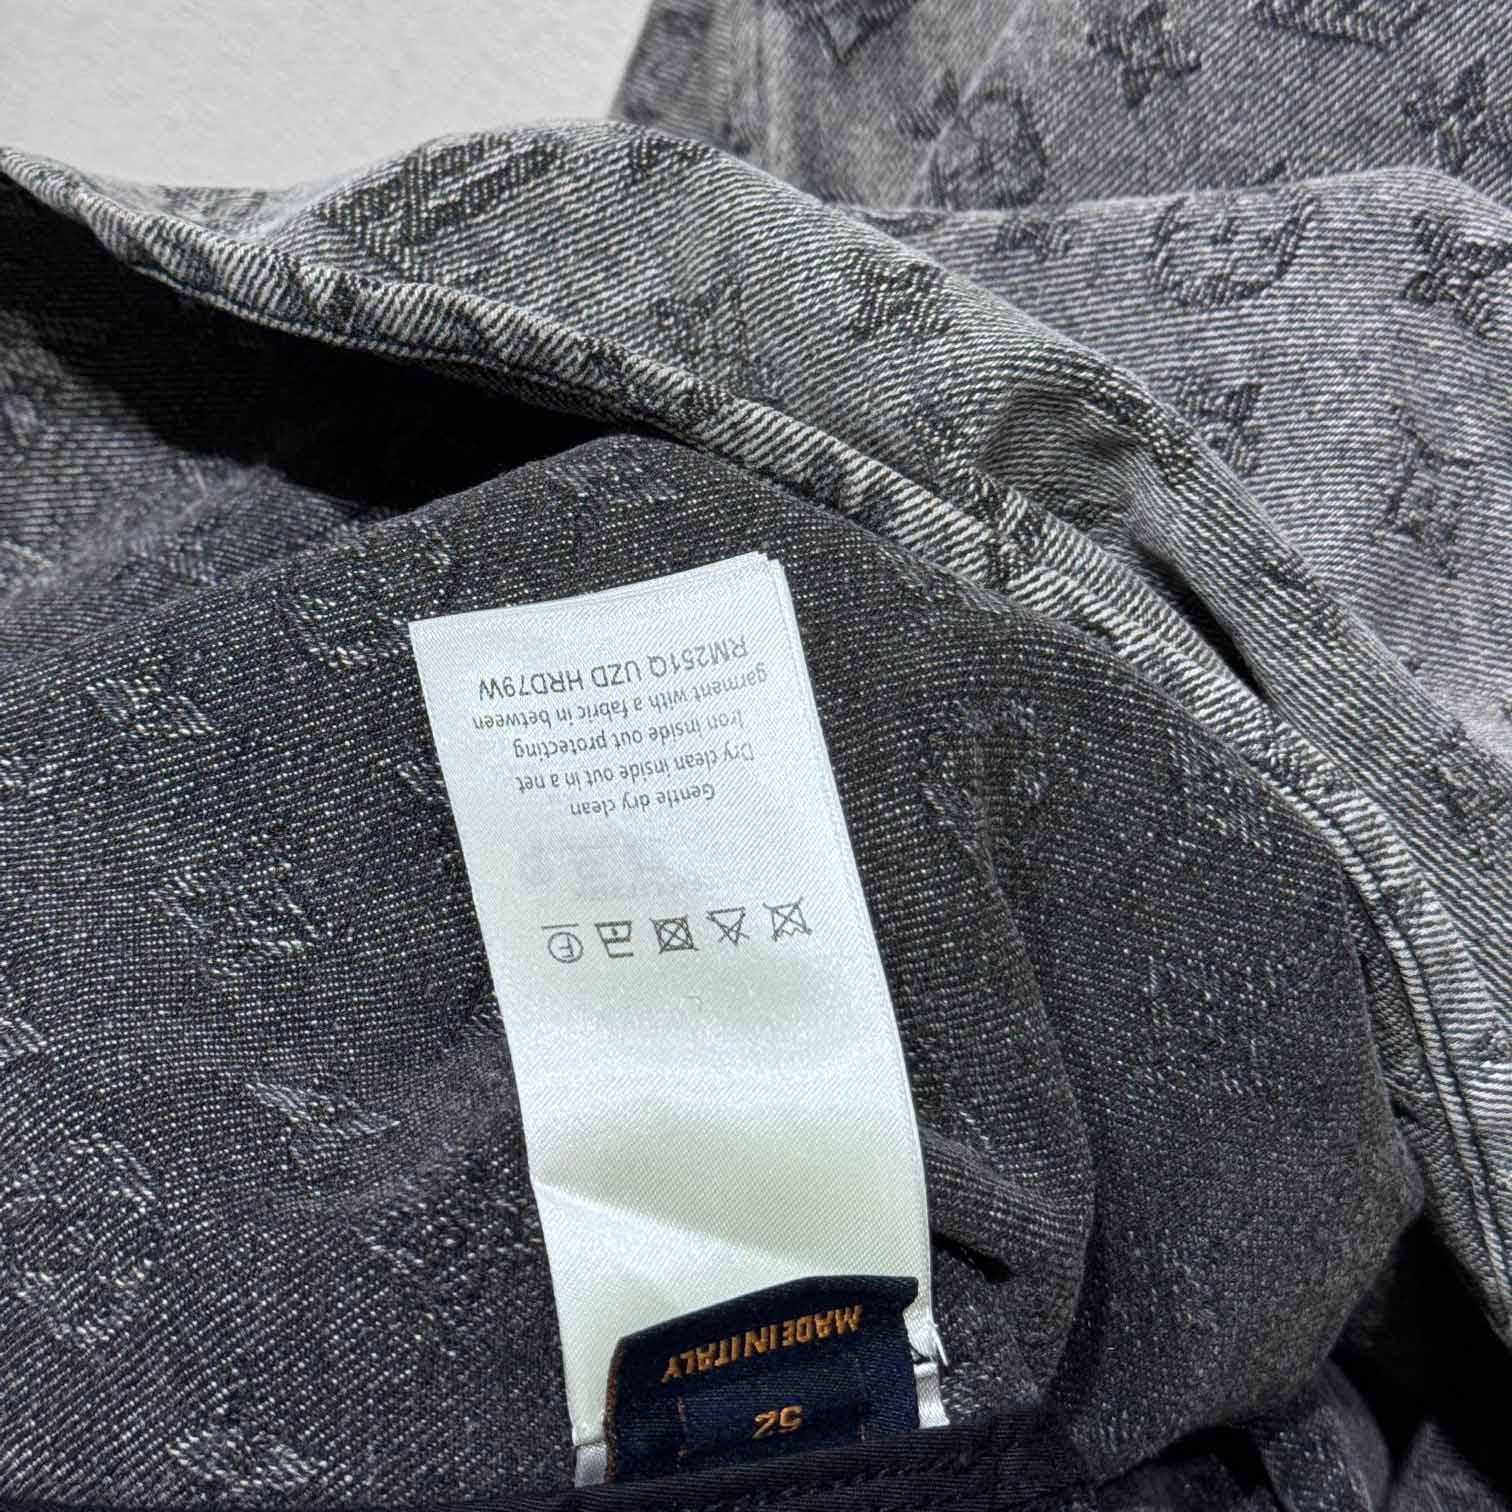 RM251Q UZD HRD79W
garment with a fabric in between
Iron inside out protecting
Dry clean inside out in a net
Gentle dry clean
F
MADE IN ITALY
52